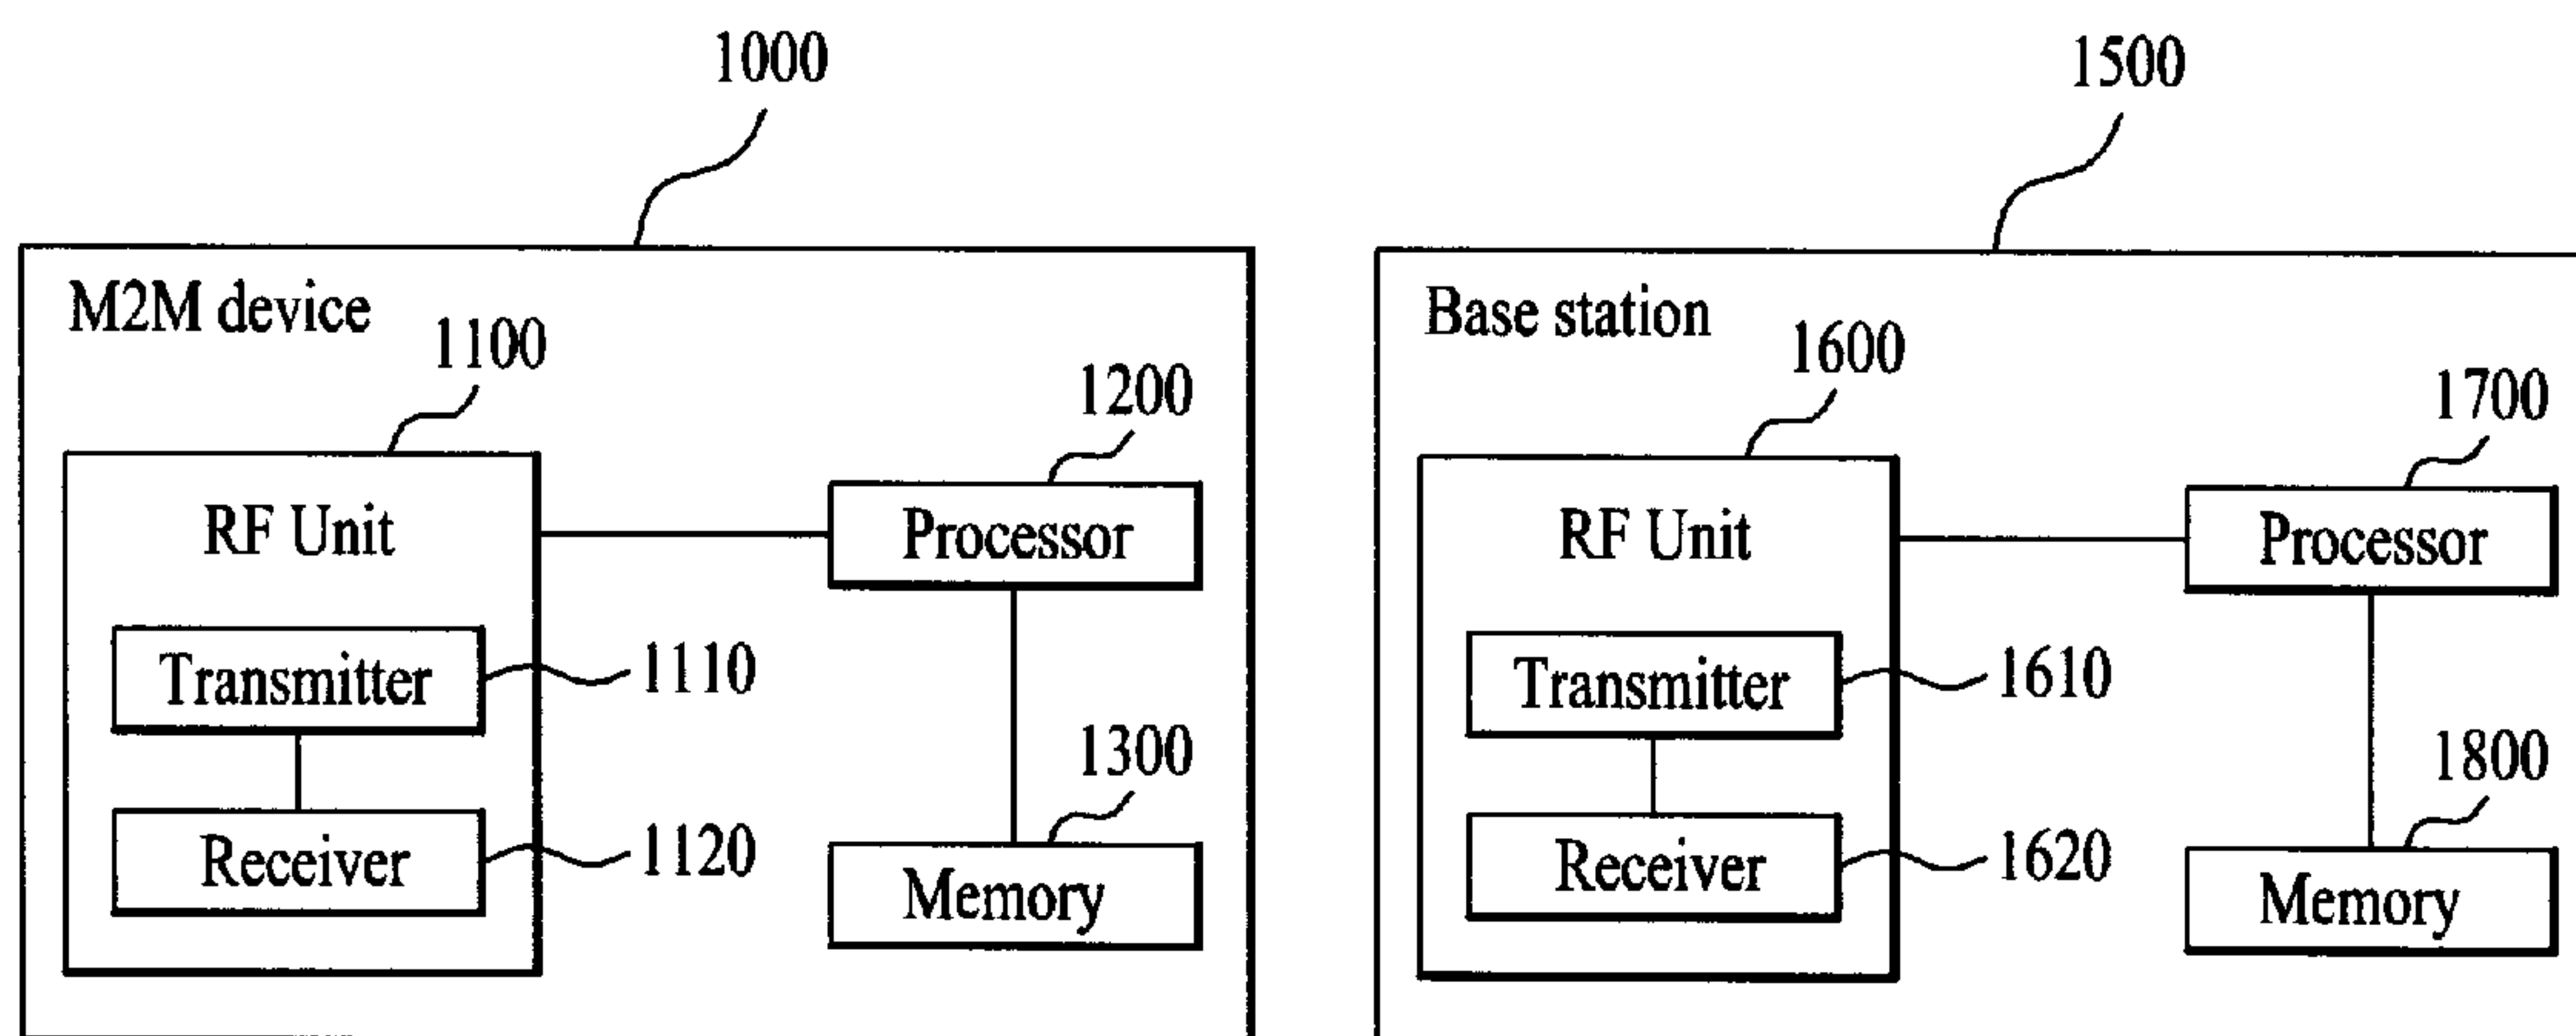 1000
M2M device
1100
1200
RF Unit
Processor
Transmitter
1110
1300
Receiver
1120
Memory
1500
Base station
1600
1700
RF Unit
Processor
Transmitter
1610
1800
Receiver
1620
Memory